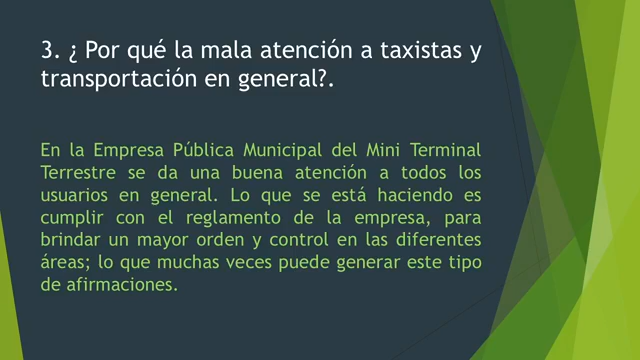 3. ¿ Por qué la mala atención a taxistas y
transportación en general?.
En la Empresa Pública Municipal del Mini Terminal
Terrestre se da una buena atención a todos los
usuarios en general. Lo que se está haciendo es
cumplir con el reglamento de la empresa, para
brindar un mayor orden y control en las diferentes
áreas; lo que muchas veces puede generar este tipo
de afirmaciones.